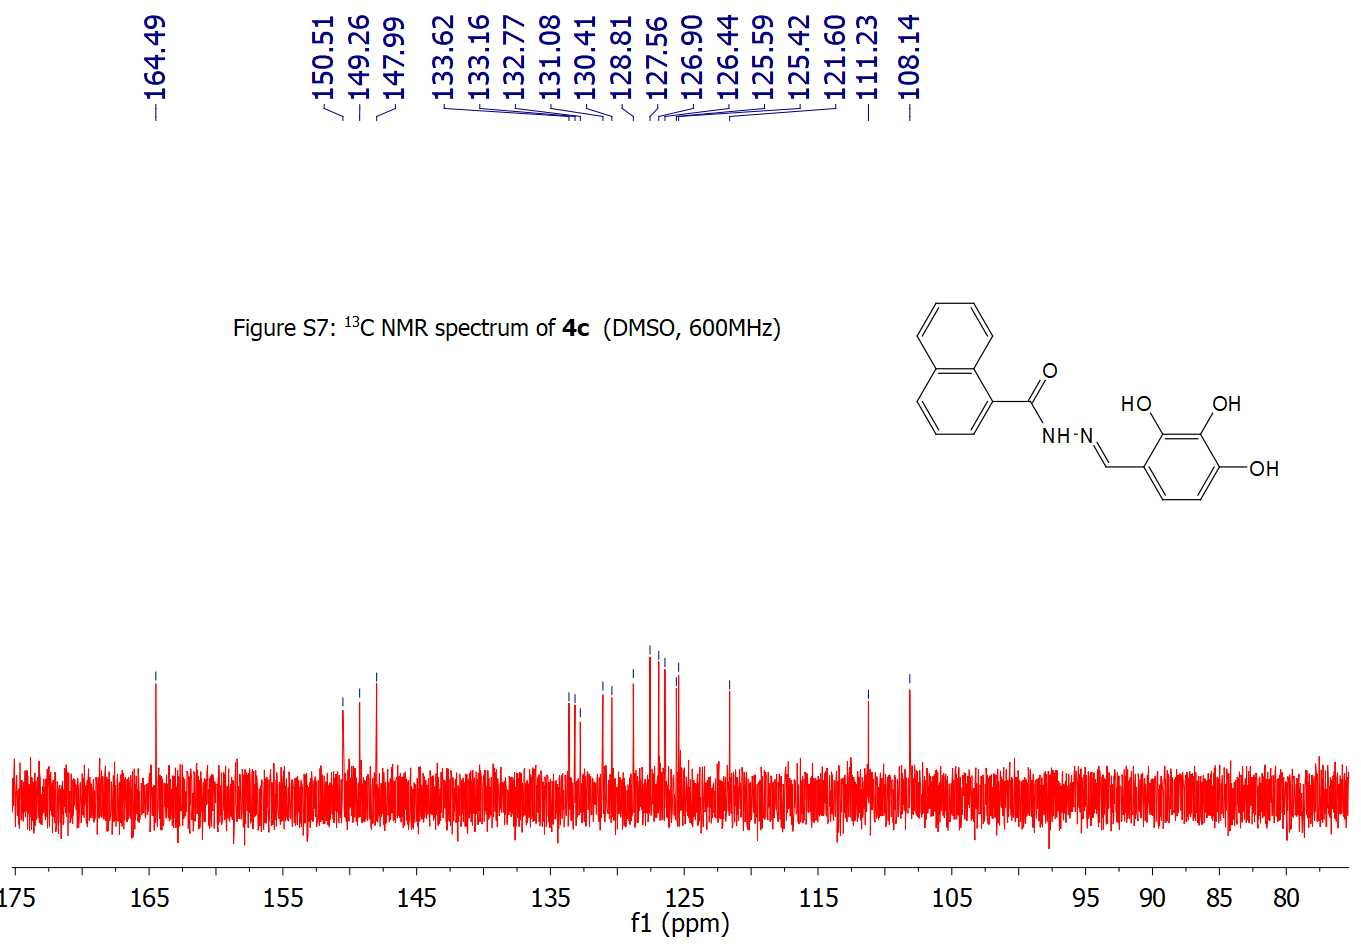 164.49
150.51
149.26
147.99
133.62
133.16
132.77
131.08
130.41
128.81
127.56
126.90
126.44
125.59
125.42
121.60
111.23
108.14
Figure S7: ¹³C NMR spectrum of 4c (DMSO, 600MHz)
O
HO
OH
NH-N
OH
175 165 155 145 135 125 115 105 95 90 85 80
f1 (ppm)